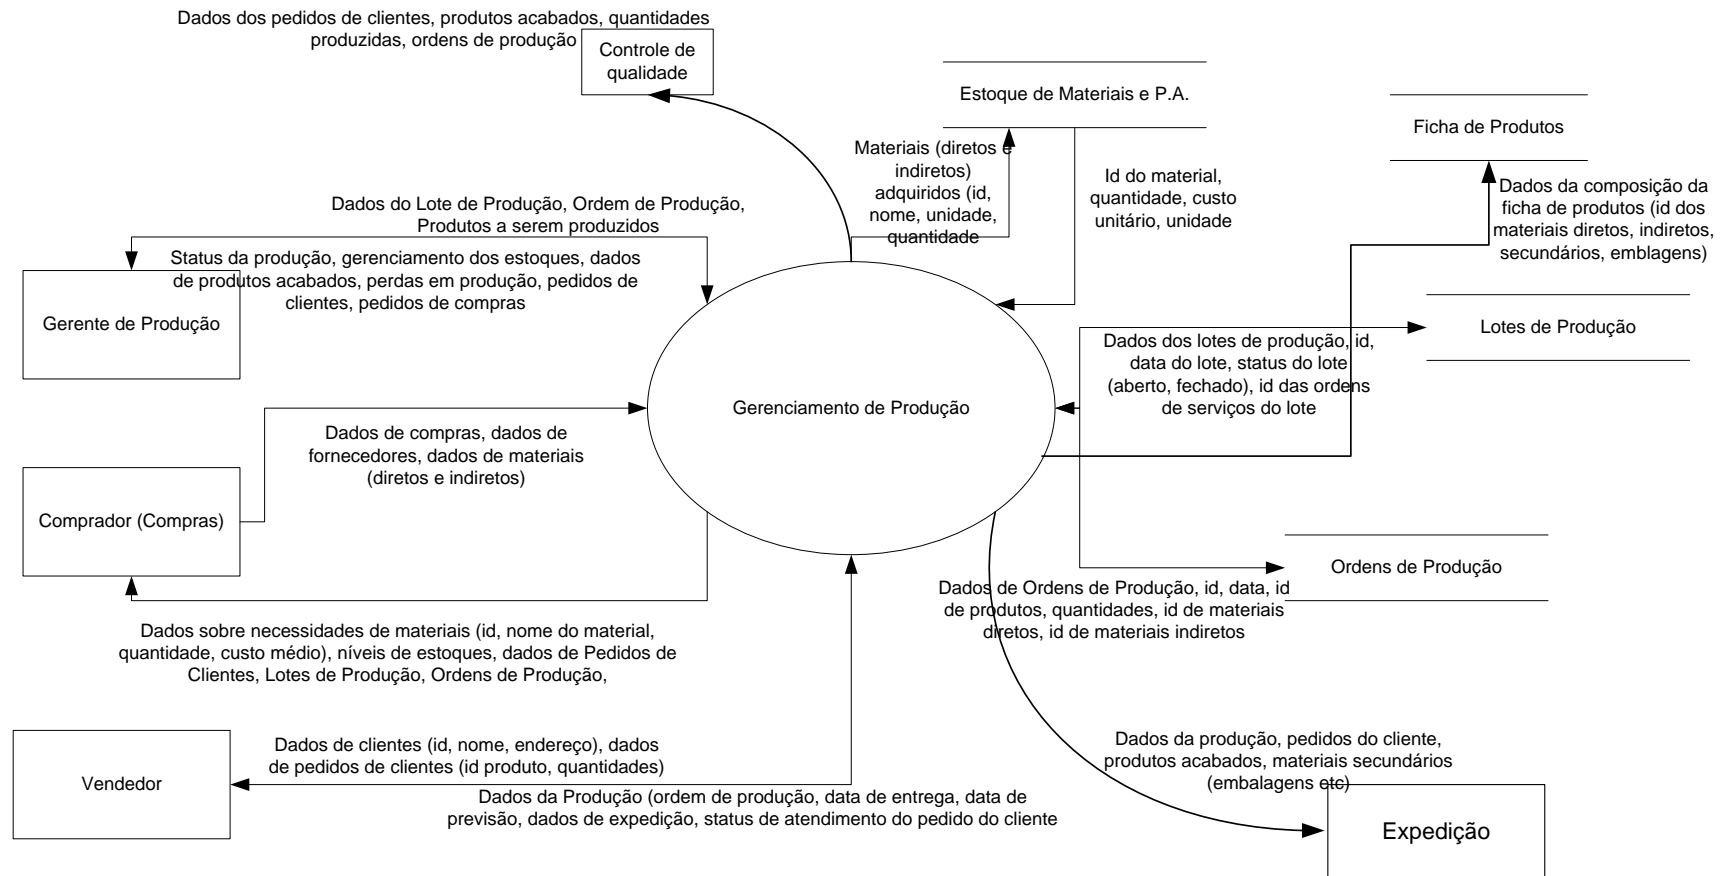 Dados dos pedidos de clientes, produtos acabados, quantidades
produzidas, ordens de produção
Controle de
qualidade
Estoque de Materiais e P.A.
Ficha de Produtos
Materiais (diretos e
indiretos)
adquiridos (id,
nome, unidade,
quantidade
Id do material,
quantidade, custo
unitário, unidade
Dados da composição da
ficha de produtos (id dos
materiais diretos, indiretos,
secundários, emblagens)
Dados do Lote de Produção, Ordem de Produção,
Produtos a serem produzidos
Status da produção, gerenciamento dos estoques, dados
de produtos acabados, perdas em produção, pedidos de
clientes, pedidos de compras
Gerente de Produção
Lotes de Produção
Dados dos lotes de produção, id,
data do lote, status do lote
(aberto, fechado), id das ordens
de serviços do lote
Gerenciamento de Produção
Dados de compras, dados de
fornecedores, dados de materiais
(diretos e indiretos)
Comprador (Compras)
Ordens de Produção
Dados de Ordens de Produção, id, data, id
de produtos, quantidades, id de materiais
diretos, id de materiais indiretos
Dados sobre necessidades de materiais (id, nome do material,
quantidade, custo médio), níveis de estoques, dados de Pedidos de
Clientes, Lotes de Produção, Ordens de Produção,
Dados de clientes (id, nome, endereço), dados
de pedidos de clientes (id produto, quantidades)
Vendedor
Dados da Produção (ordem de produção, data de entrega, data de
previsão, dados de expedição, status de atendimento do pedido do cliente
Dados da produção, pedidos do cliente,
produtos acabados, materiais secundários
(embalagens etc)
Expedição